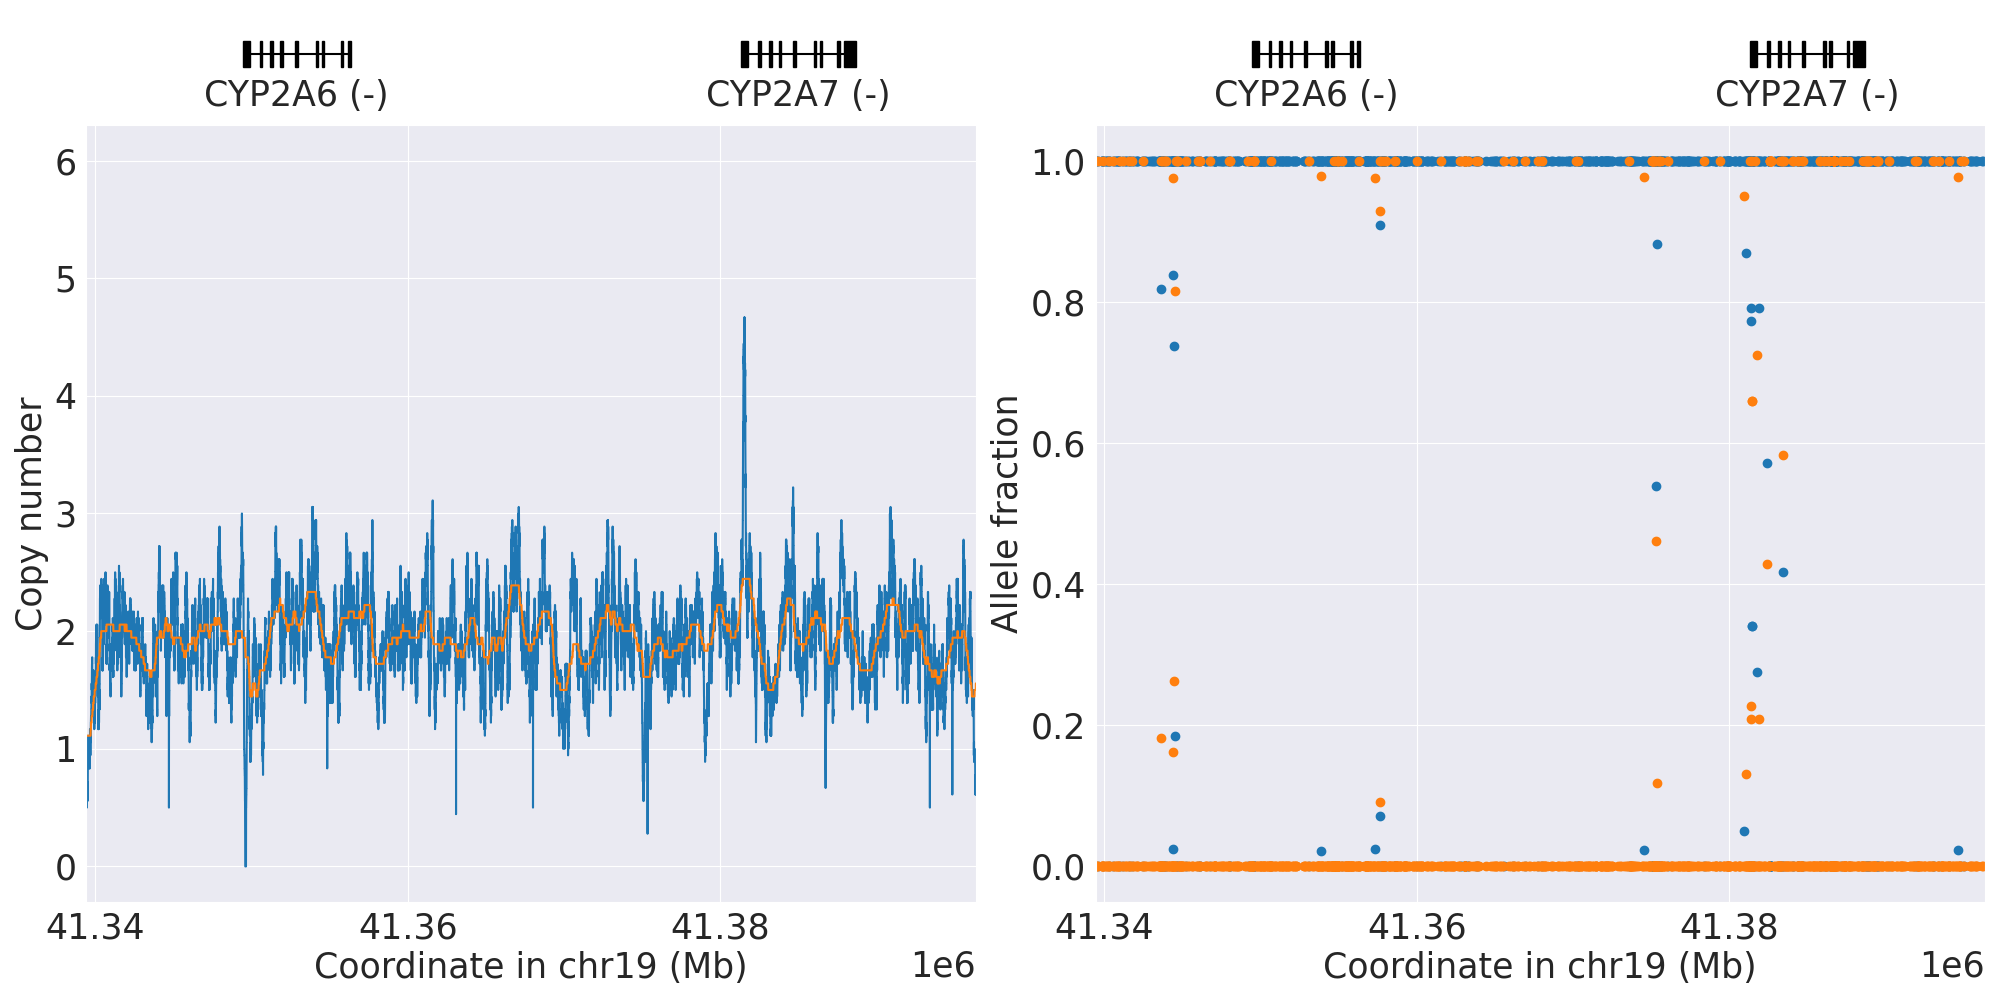 CYP2A6 (-)
CYP2A7 (-)
6
5
4
3
2
1
0
Copy number
41.34
41.36
41.38
Coordinate in chr19 (Mb)
1e6
CYP2A6 (-)
CYP2A7 (-)
1.0
0.8
0.6
0.4
0.2
0.0
Allele fraction
41.34
41.36
41.38
Coordinate in chr19 (Mb)
1e6